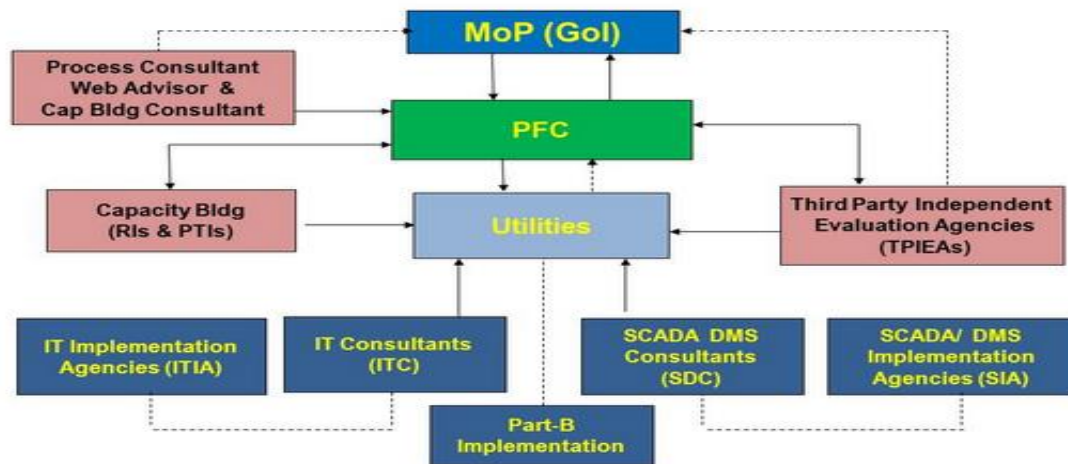 MoP (GoI)
Process Consultant
Web Advisor &
Cap Bldg Consultant
PFC
Capacity Bldg
(RIs & PTIs)
Utilities
Third Party Independent
Evaluation Agencies
(TPIEAs)
IT Implementation
Agencies (ITIA)
IT Consultants
(ITC)
SCADA DMS
Consultants
(SDC)
SCADA/ DMS
Implementation
Agencies (SIA)
Part-B
Implementation